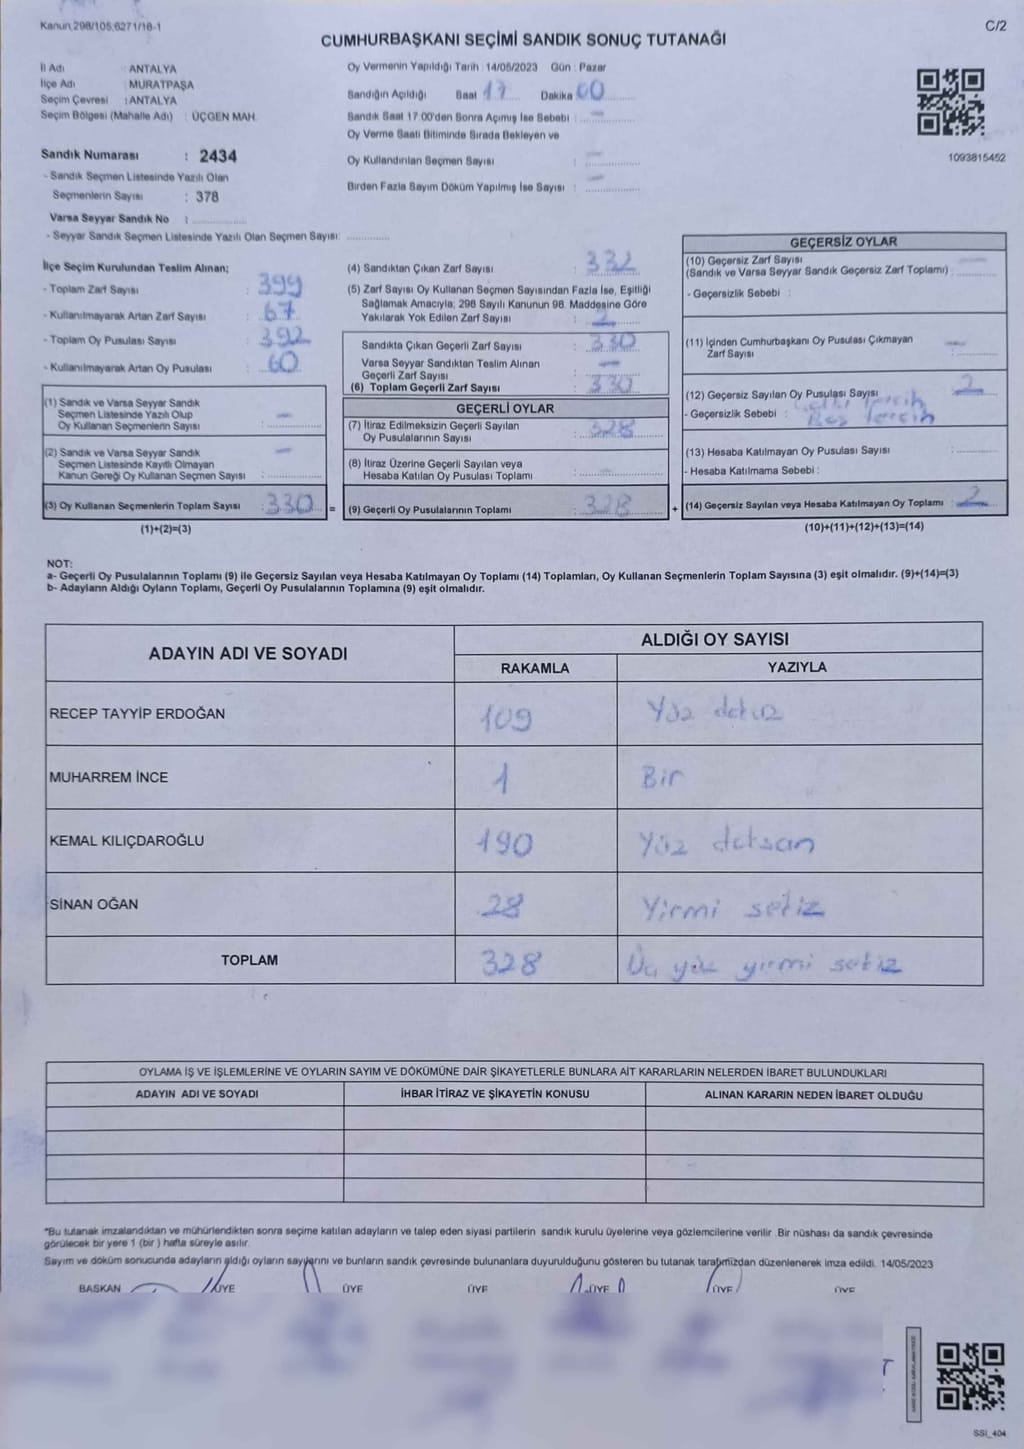 Kanun 298/105,6271/18-1
C/2
CUMHURBAŞKANI SEÇİMİ SANDIK SONUÇ TUTANAĞI
İl Adı : ANTALYA
İlçe Adı : MURATPAŞA
Seçim Çevresi : ANTALYA
Seçim Bölgesi (Mahalle Adı) : ÜÇGEN MAH.
Oy Vermenin Yapıldığı Tarih : 14/05/2023 Gün : Pazar
Sandığın Açıldığı Saat 17 Dakika 00
Sandık Saat 17:00'den Sonra Açımış İse Sebebi : —
Oy Verme Saati Bitiminde Sırada Bekleyen ve
Oy Kullandırılan Seçmen Sayısı : —
Birden Fazla Sayım Döküm Yapılmış İse Sayısı : —
1093815452
Sandık Numarası : 2434
- Sandık Seçmen Listesinde Yazılı Olan
Seçmenlerin Sayısı : 378
Varsa Seyyar Sandık No :
- Seyyar Sandık Seçmen Listesinde Yazılı Olan Seçmen Sayısı:
İlçe Seçim Kurulundan Teslim Alınan;
- Toplam Zarf Sayısı : 399
- Kullanılmayarak Artan Zarf Sayısı : 67
- Toplam Oy Pusulası Sayısı : 392
- Kullanılmayarak Artan Oy Pusulası : 60
(1) Sandık ve Varsa Seyyar Sandık
Seçmen Listesinde Yazılı Olup
Oy Kullanan Seçmenlerin Sayısı : —
(2) Sandık ve Varsa Seyyar Sandık
Seçmen Listesinde Kayıtlı Olmayan
Kanun Gereği Oy Kullanan Seçmen Sayısı : —
(3) Oy Kullanan Seçmenlerin Toplam Sayısı : 330 =
(1)+(2)=(3)
(4) Sandıktan Çıkan Zarf Sayısı : 332
(5) Zarf Sayısı Oy Kullanan Seçmen Sayısından Fazla İse, Eşitliği
Sağlamak Amacıyla; 298 Sayılı Kanunun 98. Maddesine Göre
Yakılarak Yok Edilen Zarf Sayısı : 2
Sandıkta Çıkan Geçerli Zarf Sayısı : 330
Varsa Seyyar Sandıktan Teslim Alınan
Geçerli Zarf Sayısı : —
(6) Toplam Geçerli Zarf Sayısı : 330
GEÇERLİ OYLAR
(7) İtiraz Edilmeksizin Geçerli Sayılan
Oy Pusulalarının Sayısı : 328
(8) İtiraz Üzerine Geçerli Sayılan veya
Hesaba Katılan Oy Pusulası Toplamı : —
(9) Geçerli Oy Pusulalarının Toplamı : 328 +
GEÇERSİZ OYLAR
(10) Geçersiz Zarf Sayısı
(Sandık ve Varsa Seyyar Sandık Geçersiz Zarf Toplamı) : —
- Geçersizlik Sebebi :
(11) İçinden Cumhurbaşkanı Oy Pusulası Çıkmayan
Zarf Sayısı : —
(12) Geçersiz Sayılan Oy Pusulası Sayısı : 2
- Geçersizlik Sebebi : tercih
Boş tercih
(13) Hesaba Katılmayan Oy Pusulası Sayısı :
- Hesaba Katılmama Sebebi :
(14) Geçersiz Sayılan veya Hesaba Katılmayan Oy Toplamı : 2
(10)+(11)+(12)+(13)=(14)
NOT:
a- Geçerli Oy Pusulalarının Toplamı (9) ile Geçersiz Sayılan veya Hesaba Katılmayan Oy Toplamı (14) Toplamları, Oy Kullanan Seçmenlerin Toplam Sayısına (3) eşit olmalıdır. (9)+(14)=(3)
b- Adayların Aldığı Oyların Toplamı, Geçerli Oy Pusulalarının Toplamına (9) eşit olmalıdır.
ADAYIN ADI VE SOYADI
ALDIĞI OY SAYISI
RAKAMLA YAZIYLA
RECEP TAYYİP ERDOĞAN 109 Yüz dokuz
MUHARREM İNCE 1 Bir
KEMAL KILIÇDAROĞLU 190 Yüz doksan
SİNAN OĞAN 28 Yirmi sekiz
TOPLAM 328 Üç yüz yirmi sekiz
OYLAMA İŞ VE İŞLEMLERİNE VE OYLARIN SAYIM VE DÖKÜMÜNE DAİR ŞİKAYETLERLE BUNLARA AİT KARARLARIN NELERDEN İBARET BULUNDUKLARI
ADAYIN ADI VE SOYADI İHBAR İTİRAZ VE ŞİKAYETİN KONUSU ALINAN KARARIN NEDEN İBARET OLDUĞU
*Bu tutanak imzalandıktan ve mühürlendikten sonra seçime katılan adayların ve talep eden siyasi partilerin sandık kurulu üyelerine veya gözlemcilerine verilir .Bir nüshası da sandık çevresinde
görülecek bir yere 1 (bir ) hafta süreyle asılır.
Sayım ve döküm sonucunda adayların aldığı oyların sayılarını ve bunların sandık çevresinde bulunanlara duyurulduğunu gösteren bu tutanak tarafımızdan düzenlenerek imza edildi. 14/05/2023
BAŞKAN ÜYE ÜYE ÜYE ÜYE ÜYE ÜYE
SSI_404